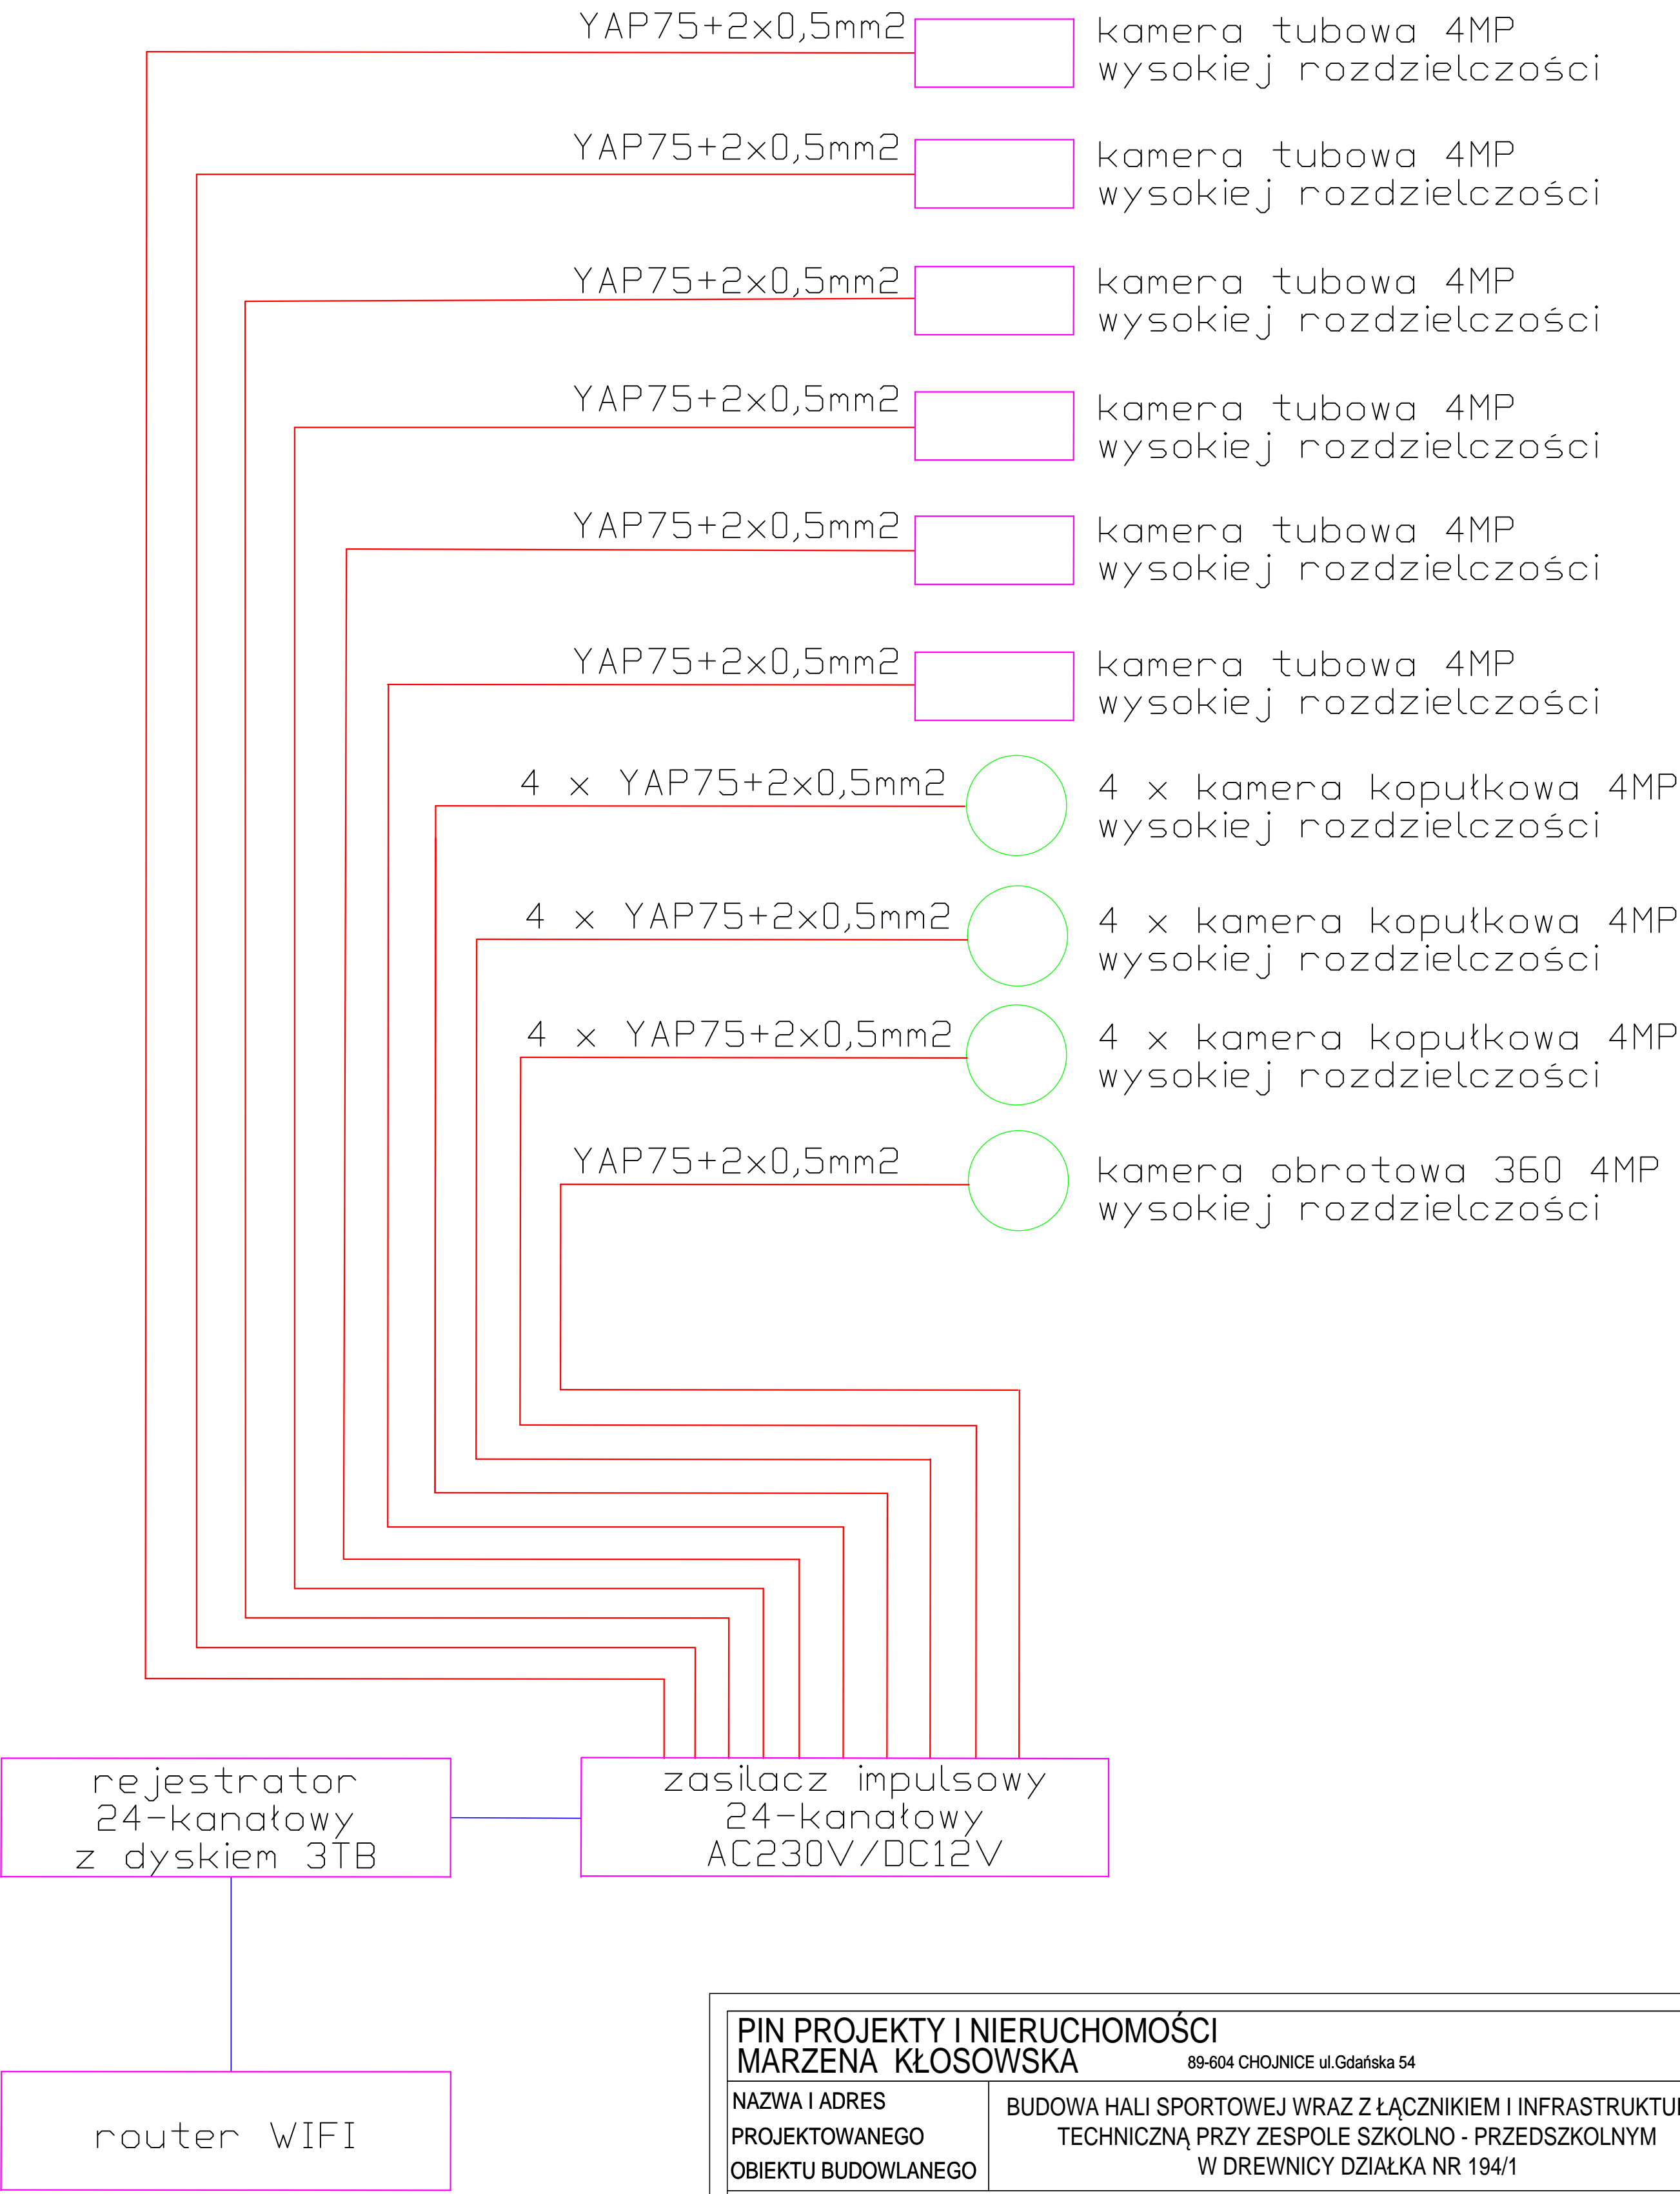 YAP75+2x0,5mm2
kamera tubowa 4MP
wysokiej rozdzielczości
YAP75+2x0,5mm2
kamera tubowa 4MP
wysokiej rozdzielczości
YAP75+2x0,5mm2
kamera tubowa 4MP
wysokiej rozdzielczości
YAP75+2x0,5mm2
kamera tubowa 4MP
wysokiej rozdzielczości
YAP75+2x0,5mm2
kamera tubowa 4MP
wysokiej rozdzielczości
YAP75+2x0,5mm2
kamera tubowa 4MP
wysokiej rozdzielczości
4 x YAP75+2x0,5mm2
4 x kamera kopułkowa 4MP
wysokiej rozdzielczości
4 x YAP75+2x0,5mm2
4 x kamera kopułkowa 4MP
wysokiej rozdzielczości
4 x YAP75+2x0,5mm2
4 x kamera kopułkowa 4MP
wysokiej rozdzielczości
YAP75+2x0,5mm2
kamera obrotowa 360 4MP
wysokiej rozdzielczości
rejestrator
24-kanałowy
z dyskiem 3TB
zasilacz impulsowy
24-kanałowy
AC230V/DC12V
router WIFI
PIN PROJEKTY I NIERUCHOMOŚCI
MARZENA KŁOSOWSKA
89-604 CHOJNICE ul.Gdańska 54
NAZWA I ADRES
PROJEKTOWANEGO
OBIEKTU BUDOWLANEGO
BUDOWA HALI SPORTOWEJ WRAZ Z ŁĄCZNIKIEM I
TECHNICZNĄ PRZY ZESPOLE SZKOLNO - PRZEDSZKOLNYM
W DREWNICY DZIAŁKA NR 194/1